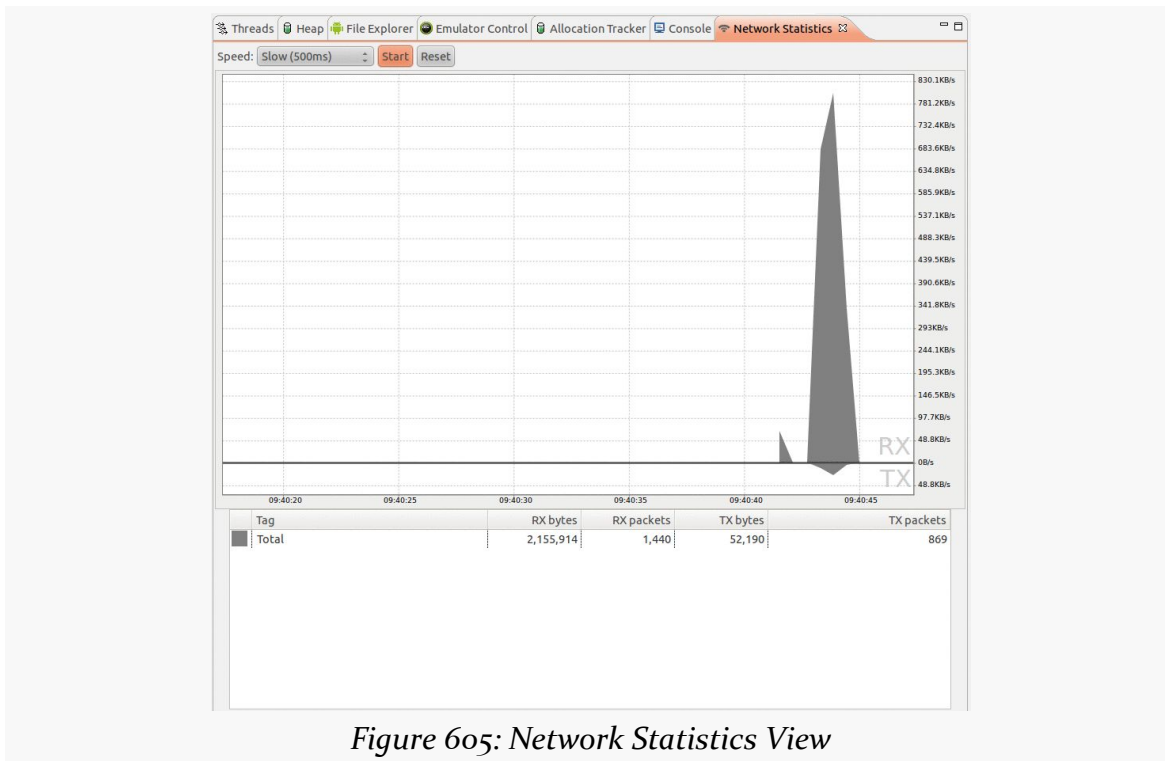 Threads Heap File Explorer Emulator Control Allocation Tracker Console Network Statistics
Speed: Slow (500ms) Start Reset
830.1KB/s
781.2KB/s
732.4KB/s
683.6KB/s
634.8KB/s
585.9KB/s
537.1KB/s
488.3KB/s
439.5KB/s
390.6KB/s
341.8KB/s
293KB/s
244.1KB/s
195.3KB/s
146.5KB/s
97.7KB/s
48.8KB/s
RX
0B/s
TX
48.8KB/s
09:40:20 09:40:25 09:40:30 09:40:35 09:40:40 09:40:45
Tag RX bytes RX packets TX bytes TX packets
Total 2,155,914 1,440 52,190 869
Figure 605: Network Statistics View